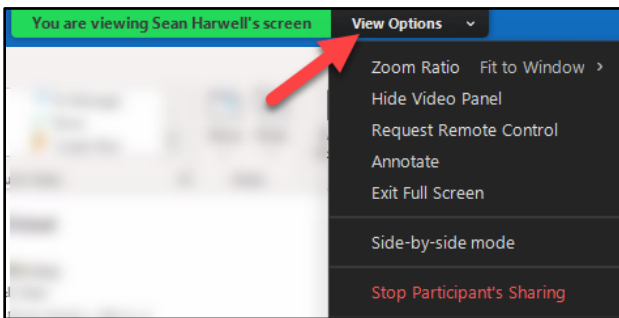 You are viewing Sean Harwell's screen View Options
Zoom Ratio Fit to Window >
Hide Video Panel
Request Remote Control
Annotate
Exit Full Screen
Side-by-side mode
Stop Participant's Sharing